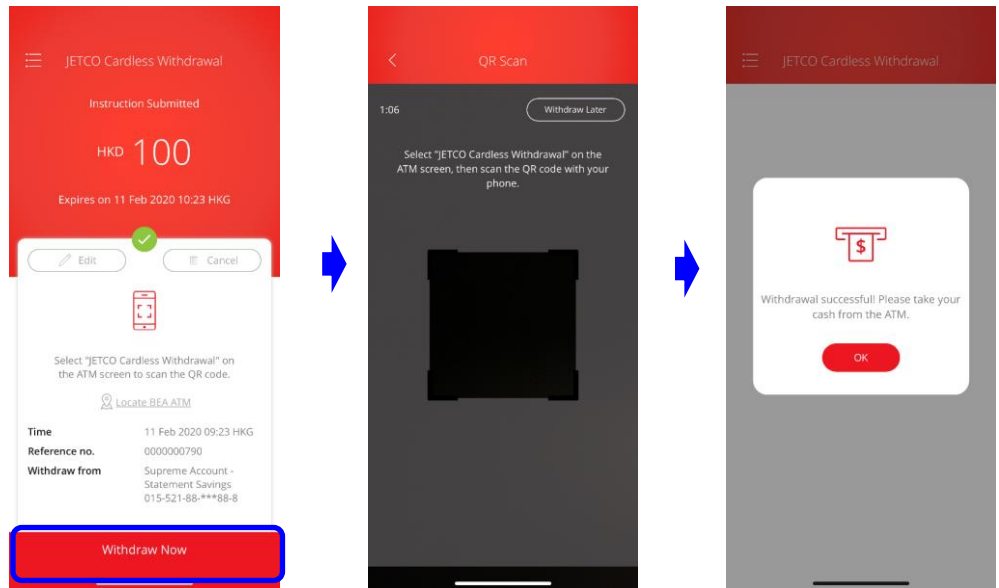 JETCO Cardless Withdrawal
Instruction Submitted
HKD 100
Expires on 11 Feb 2020 10:23 HKG
Edit
Cancel
Select "JETCO Cardless Withdrawal" on
the ATM screen to scan the QR code.
Locate BEA ATM
Time 11 Feb 2020 09:23 HKG
Reference no. 0000000790
Withdraw from Supreme Account -
Statement Savings
015-521-88-***88-8
Withdraw Now
QR Scan
1:06
Withdraw Later
Select "JETCO Cardless Withdrawal" on the
ATM screen, then scan the QR code with your
phone.
JETCO Cardless Withdrawal
$
Withdrawal successful! Please take your
cash from the ATM.
OK